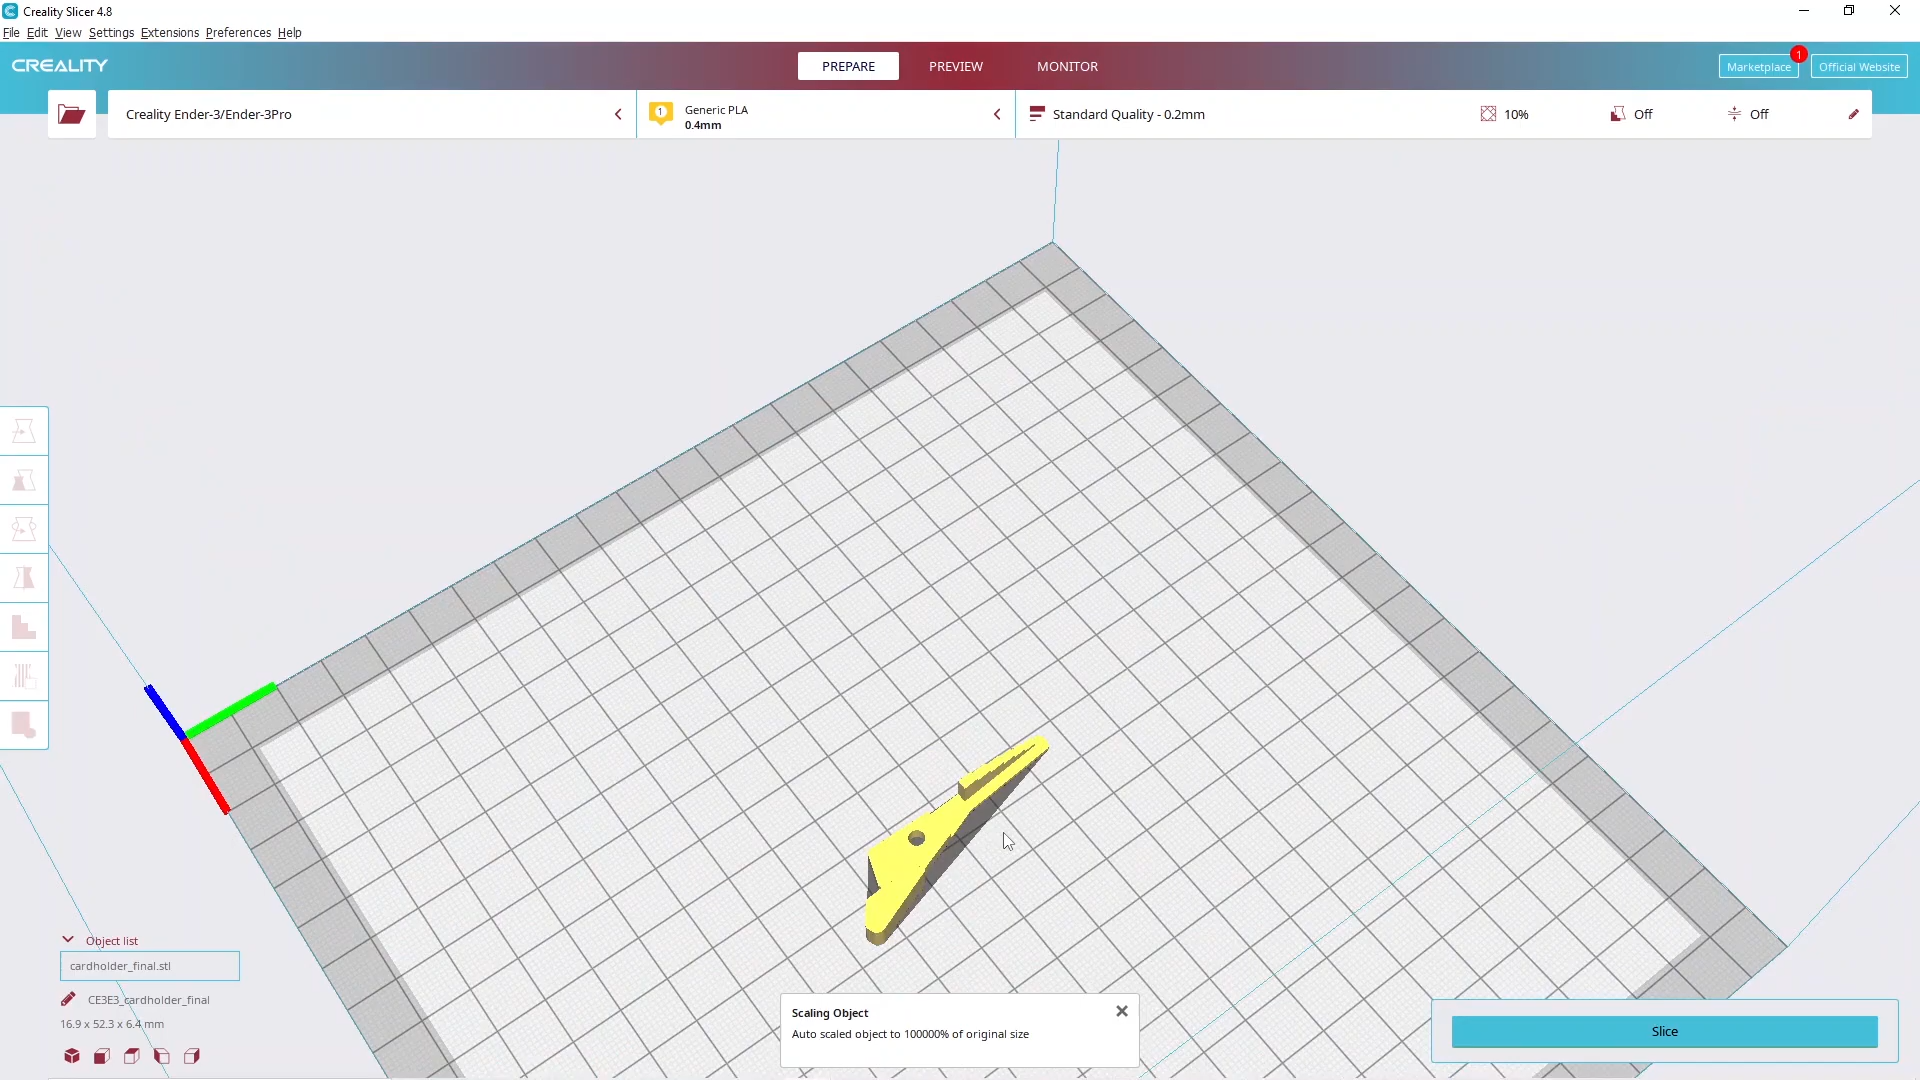 Creality Slicer 4.8
File Edit View Settings Extensions Preferences Help
CREALITY
PREPARE
PREVIEW
MONITOR
Marketplace
1
Official Website
Creality Ender-3/Ender-3Pro
1
Generic PLA
0.4mm
Standard Quality - 0.2mm
10%
Off
Off
Object list
cardholder_final.stl
CE3E3_cardholder_final
16.9 x 52.3 x 6.4 mm
Scaling Object
Auto scaled object to 100000% of original size
Slice